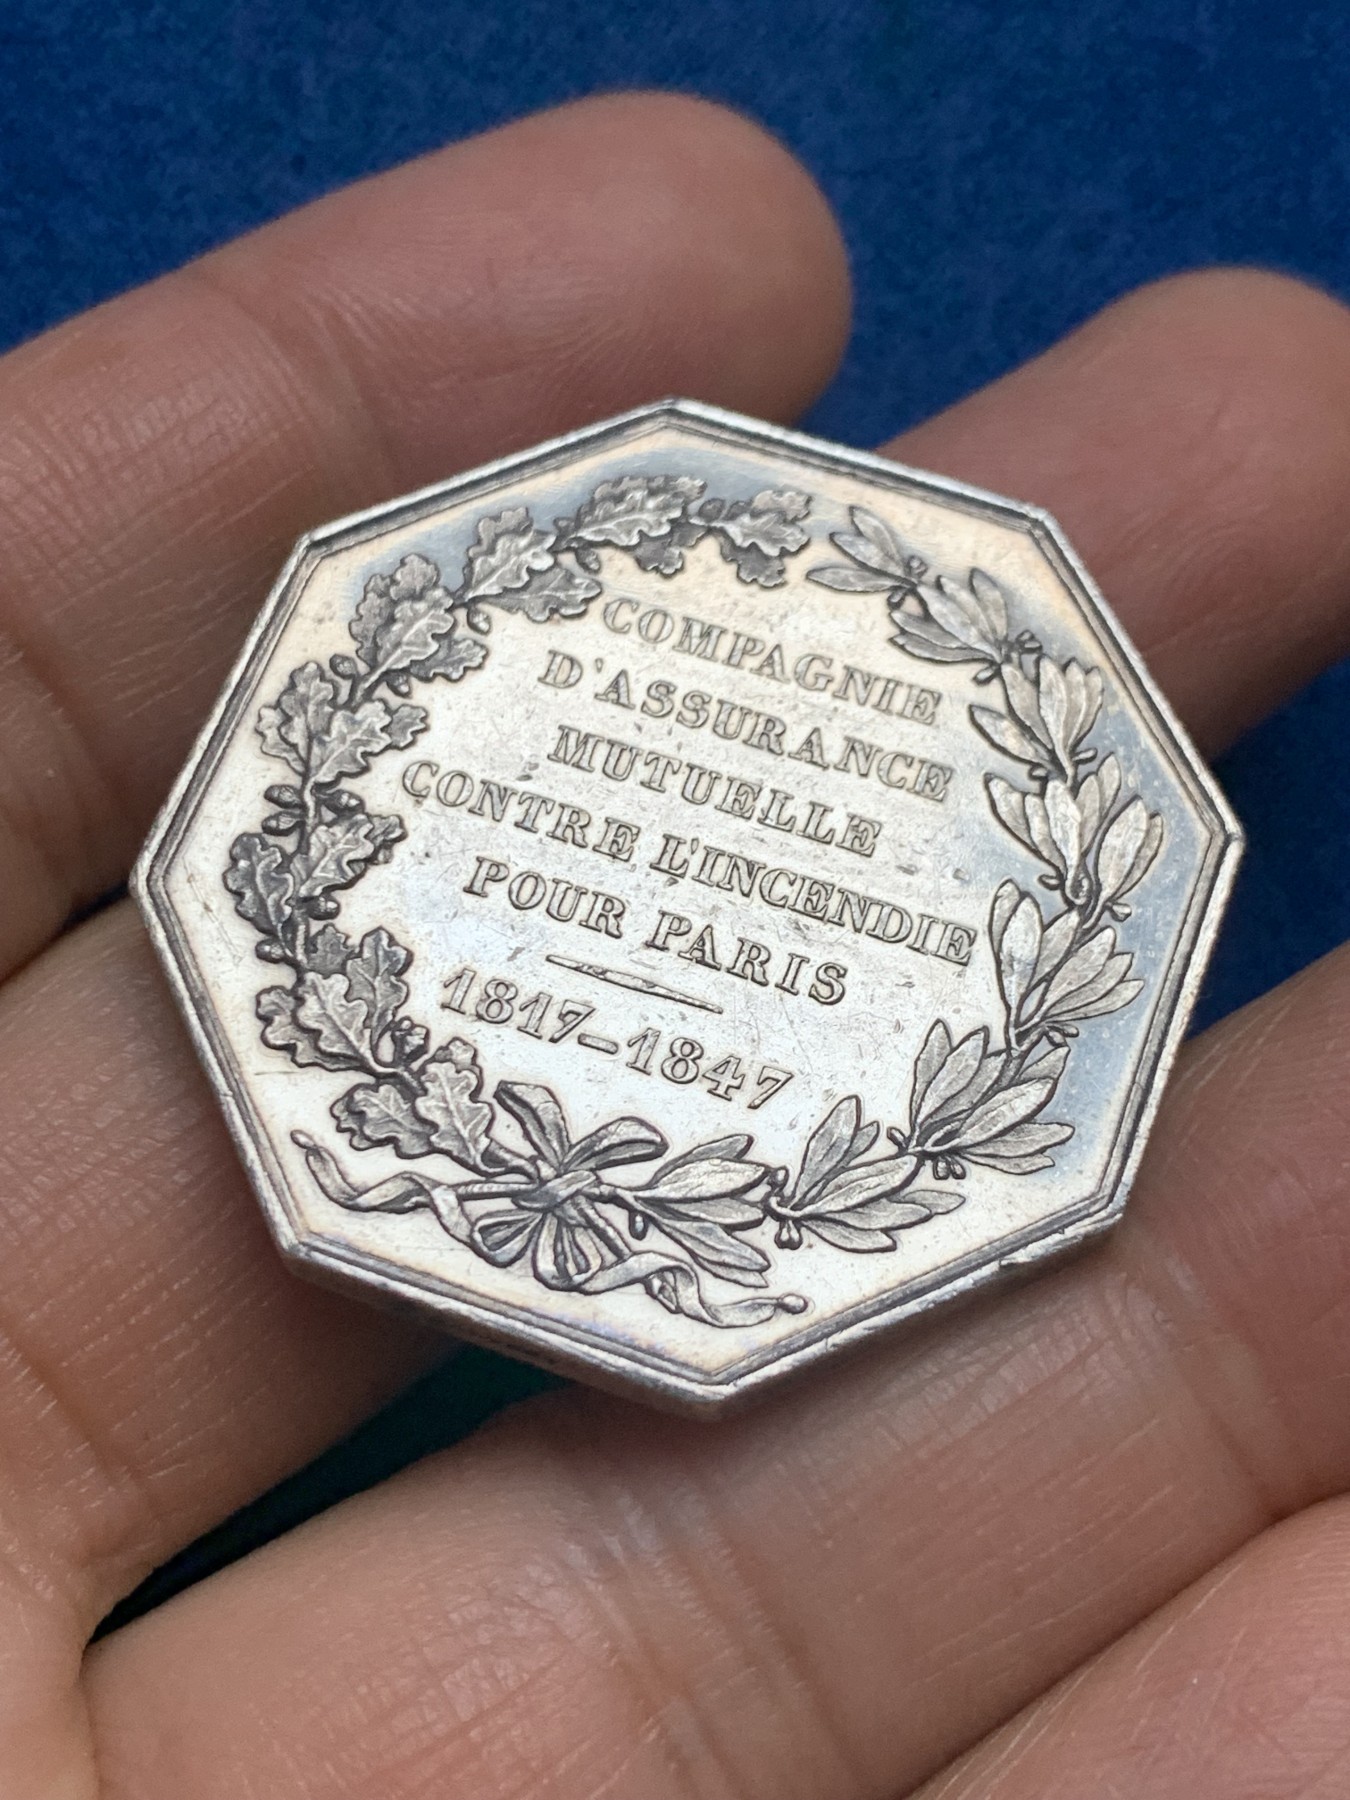 COMPAGNIE
D'ASSURANCE
MUTUELLE
CONTRE L'INCENDIE
POUR PARIS
1817–1847